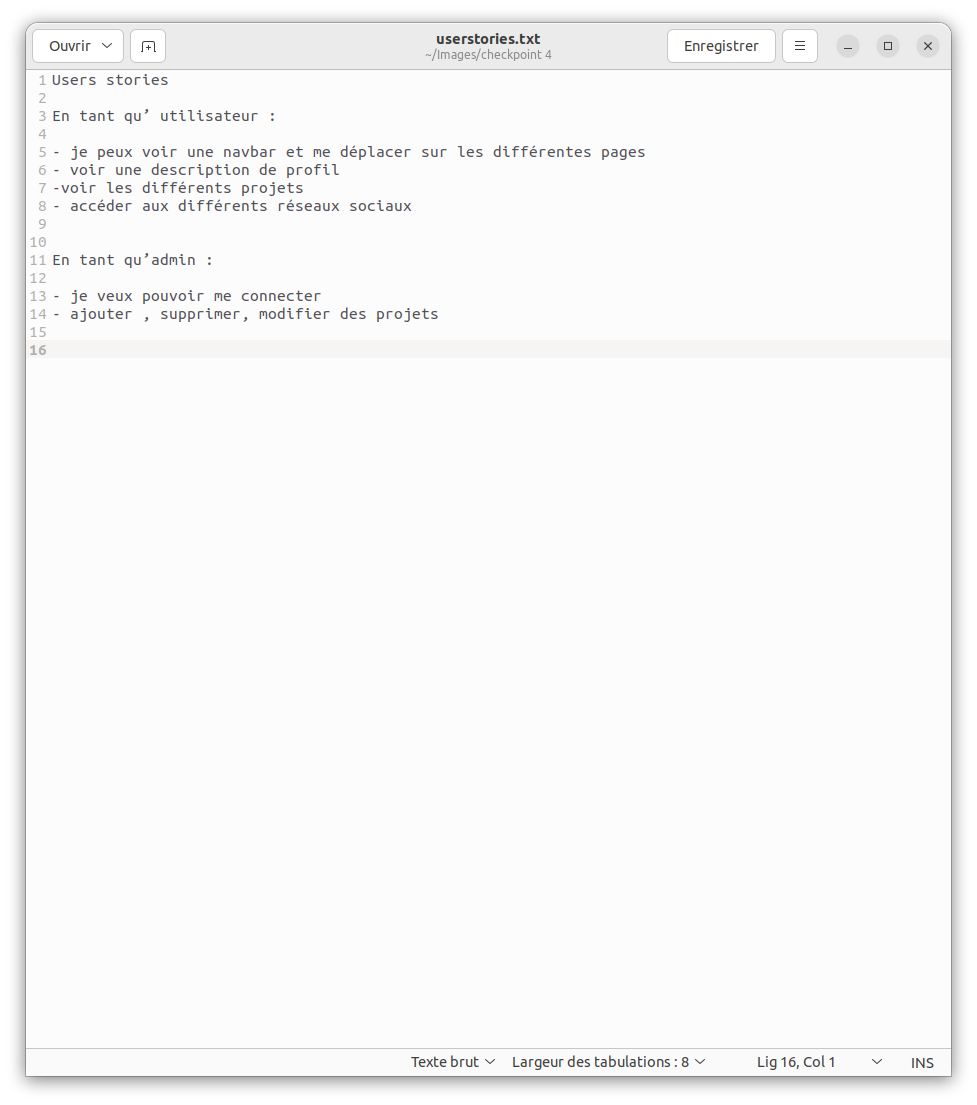 Ouvrir
userstories.txt
~/Images/checkpoint 4
Enregistrer
1 Users stories
2
3 En tant qu’ utilisateur :
4
5 - je peux voir une navbar et me déplacer sur les différentes pages
6 - voir une description de profil
7 -voir les différents projets
8 - accéder aux différents réseaux sociaux
9
10
11 En tant qu’admin :
12
13 - je veux pouvoir me connecter
14 - ajouter , supprimer, modifier des projets
15
16
Texte brut Largeur des tabulations : 8 Lig 16, Col 1 INS